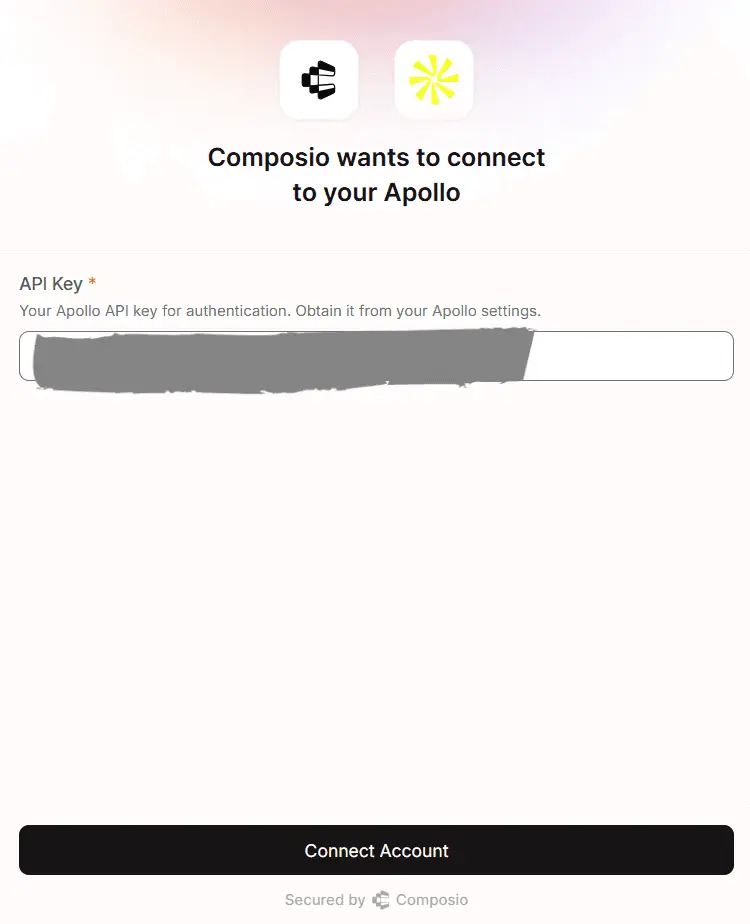 Composio wants to connect
to your Apollo
API Key *
Your Apollo API key for authentication. Obtain it from your Apollo settings.
Connect Account
Secured by Composio